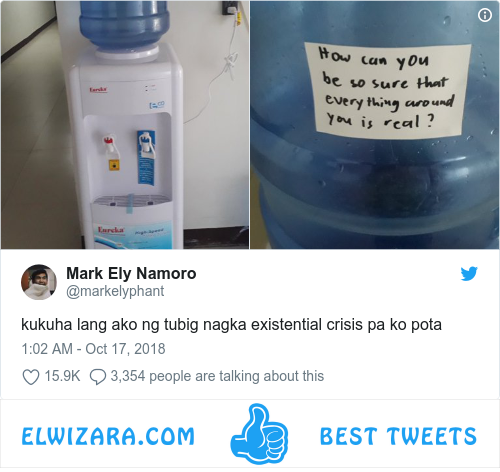 Eureka
How can you
be so sure that
everything around
you is real?
Eureka
Mark Ely Namoro
@markelyphant
kukuha lang ako ng tubig nagka existential crisis pa ko pota
1:02 AM - Oct 17, 2018
15.9K 3,354 people are talking about this
ELWIZARA.COM BEST TWEETS